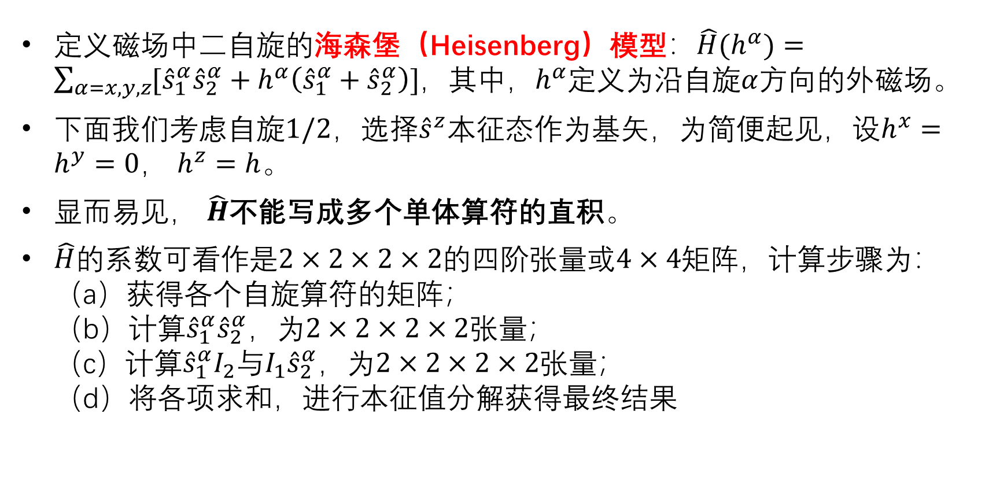 • 定义磁场中二自旋的海森堡（Heisenberg）模型：$\hat{H}(h^{\alpha}) =$
$\sum_{\alpha=x,y,z}[\hat{s}_1^{\alpha}\hat{s}_2^{\alpha} + h^{\alpha}(\hat{s}_1^{\alpha} + \hat{s}_2^{\alpha})]$，其中，$h^{\alpha}$定义为沿自旋$\alpha$方向的外磁场。
• 下面我们考虑自旋1/2，选择$\hat{s}^z$本征态作为基矢，为简便起见，设$h^x =$
$h^y = 0$， $h^z = h$。
• 显而易见， $\hat{H}$不能写成多个单体算符的直积。
• $\hat{H}$的系数可看作是$2 \times 2 \times 2 \times 2$的四阶张量或$4 \times 4$矩阵，计算步骤为：
（a）获得各个自旋算符的矩阵；
（b）计算$\hat{s}_1^{\alpha}\hat{s}_2^{\alpha}$，为$2 \times 2 \times 2 \times 2$张量；
（c）计算$\hat{s}_1^{\alpha}I_2$与$I_1\hat{s}_2^{\alpha}$，为$2 \times 2 \times 2 \times 2$张量；
（d）将各项求和，进行本征值分解获得最终结果